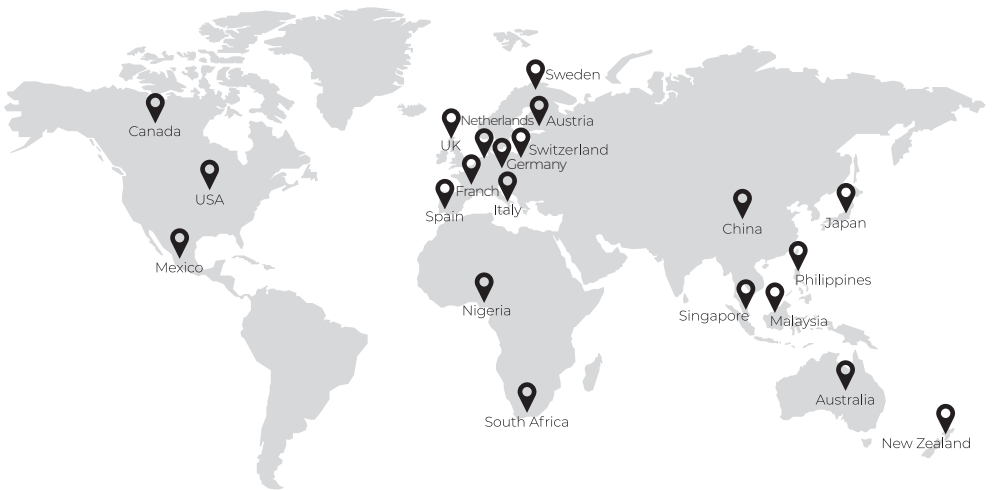 Sweden
Canada
Netherlands
Austria
UK
Switzerland
Germany
USA
Franch
Italy
Spain
China
Japan
Mexico
Philippines
Nigeria
Singapore
Malaysia
Australia
South Africa
New Zealand